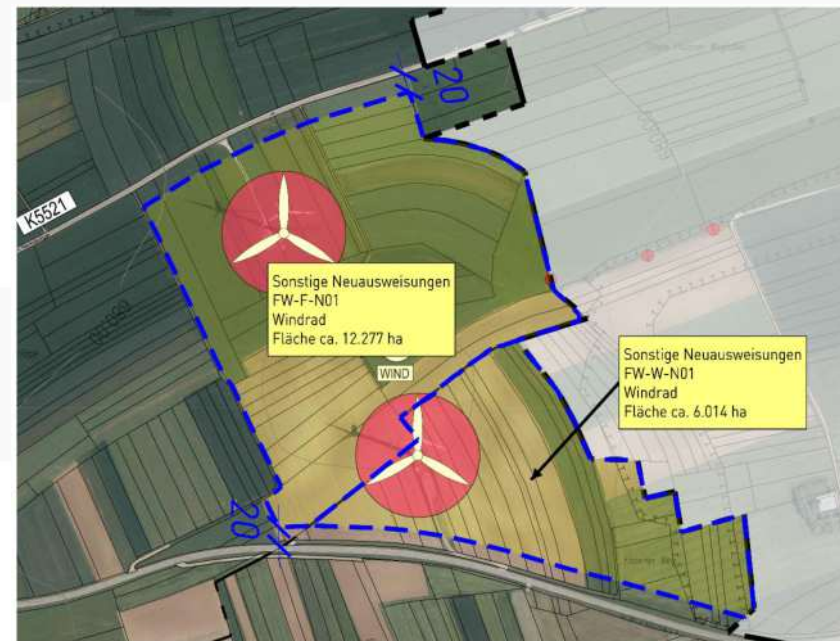 20
K5521
Sonstige Neuausweisungen
FW-F-N01
Windrad
Fläche ca. 12.277 ha
WIND
Sonstige Neuausweisungen
FW-W-N01
Windrad
Fläche ca. 6.014 ha
20